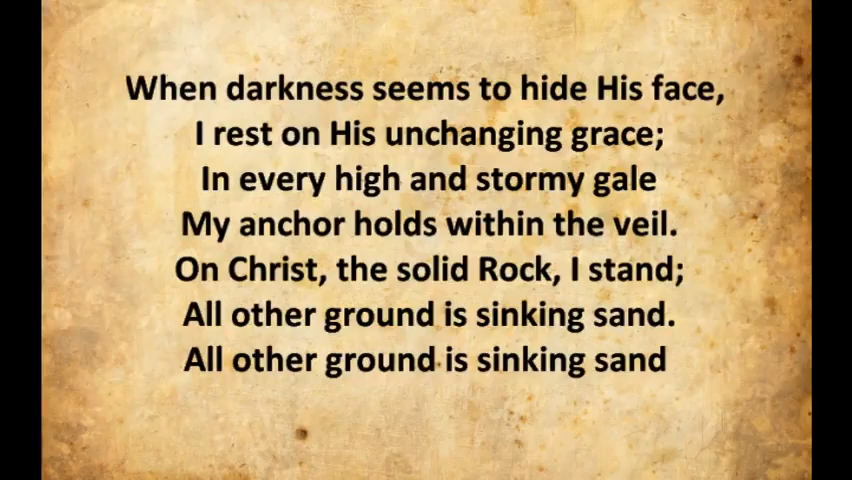 When darkness seems to hide His face,
I rest on His unchanging grace;
In every high and stormy gale
My anchor holds within the veil.
On Christ, the solid Rock, I stand;
All other ground is sinking sand.
All other ground is sinking sand